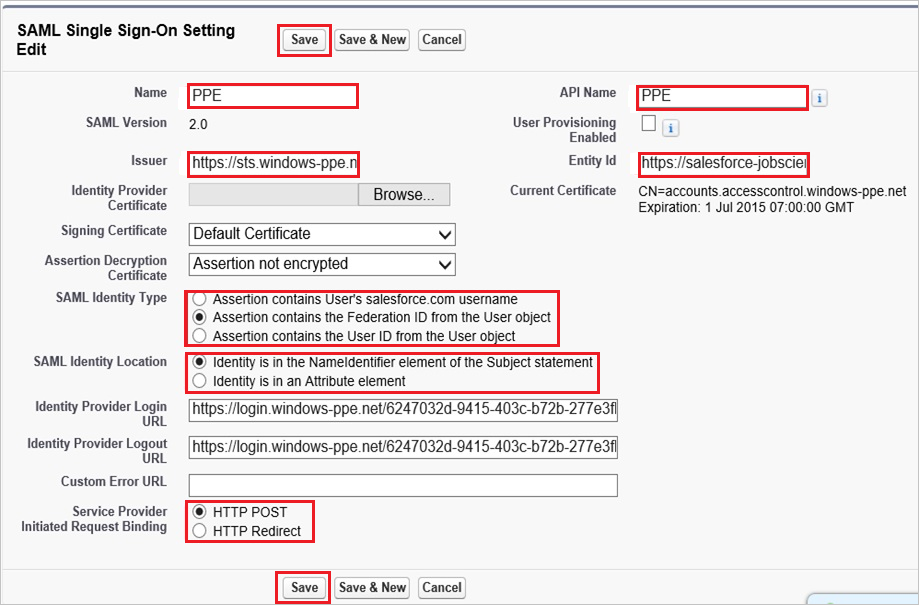 SAML Single Sign-On Setting
Edit
Save Save & New Cancel
Name PPE API Name PPE i
SAML Version 2.0 User Provisioning
Enabled i
Issuer https://sts.windows-ppe.n Entity Id https://salesforce-jobscie
Identity Provider
Certificate Browse... Current Certificate CN=accounts.accesscontrol.windows-ppe.net
Expiration: 1 Jul 2015 07:00:00 GMT
Signing Certificate Default Certificate
Assertion Decryption
Certificate Assertion not encrypted
SAML Identity Type Assertion contains User's salesforce.com username
Assertion contains the Federation ID from the User object
Assertion contains the User ID from the User object
SAML Identity Location Identity is in the NameIdentifier element of the Subject statement
Identity is in an Attribute element
Identity Provider Login
URL https://login.windows-ppe.net/6247032d-9415-403c-b72b-277e3f
Identity Provider Logout
URL https://login.windows-ppe.net/6247032d-9415-403c-b72b-277e3f
Custom Error URL
Service Provider
Initiated Request Binding HTTP POST
HTTP Redirect
Save Save & New Cancel